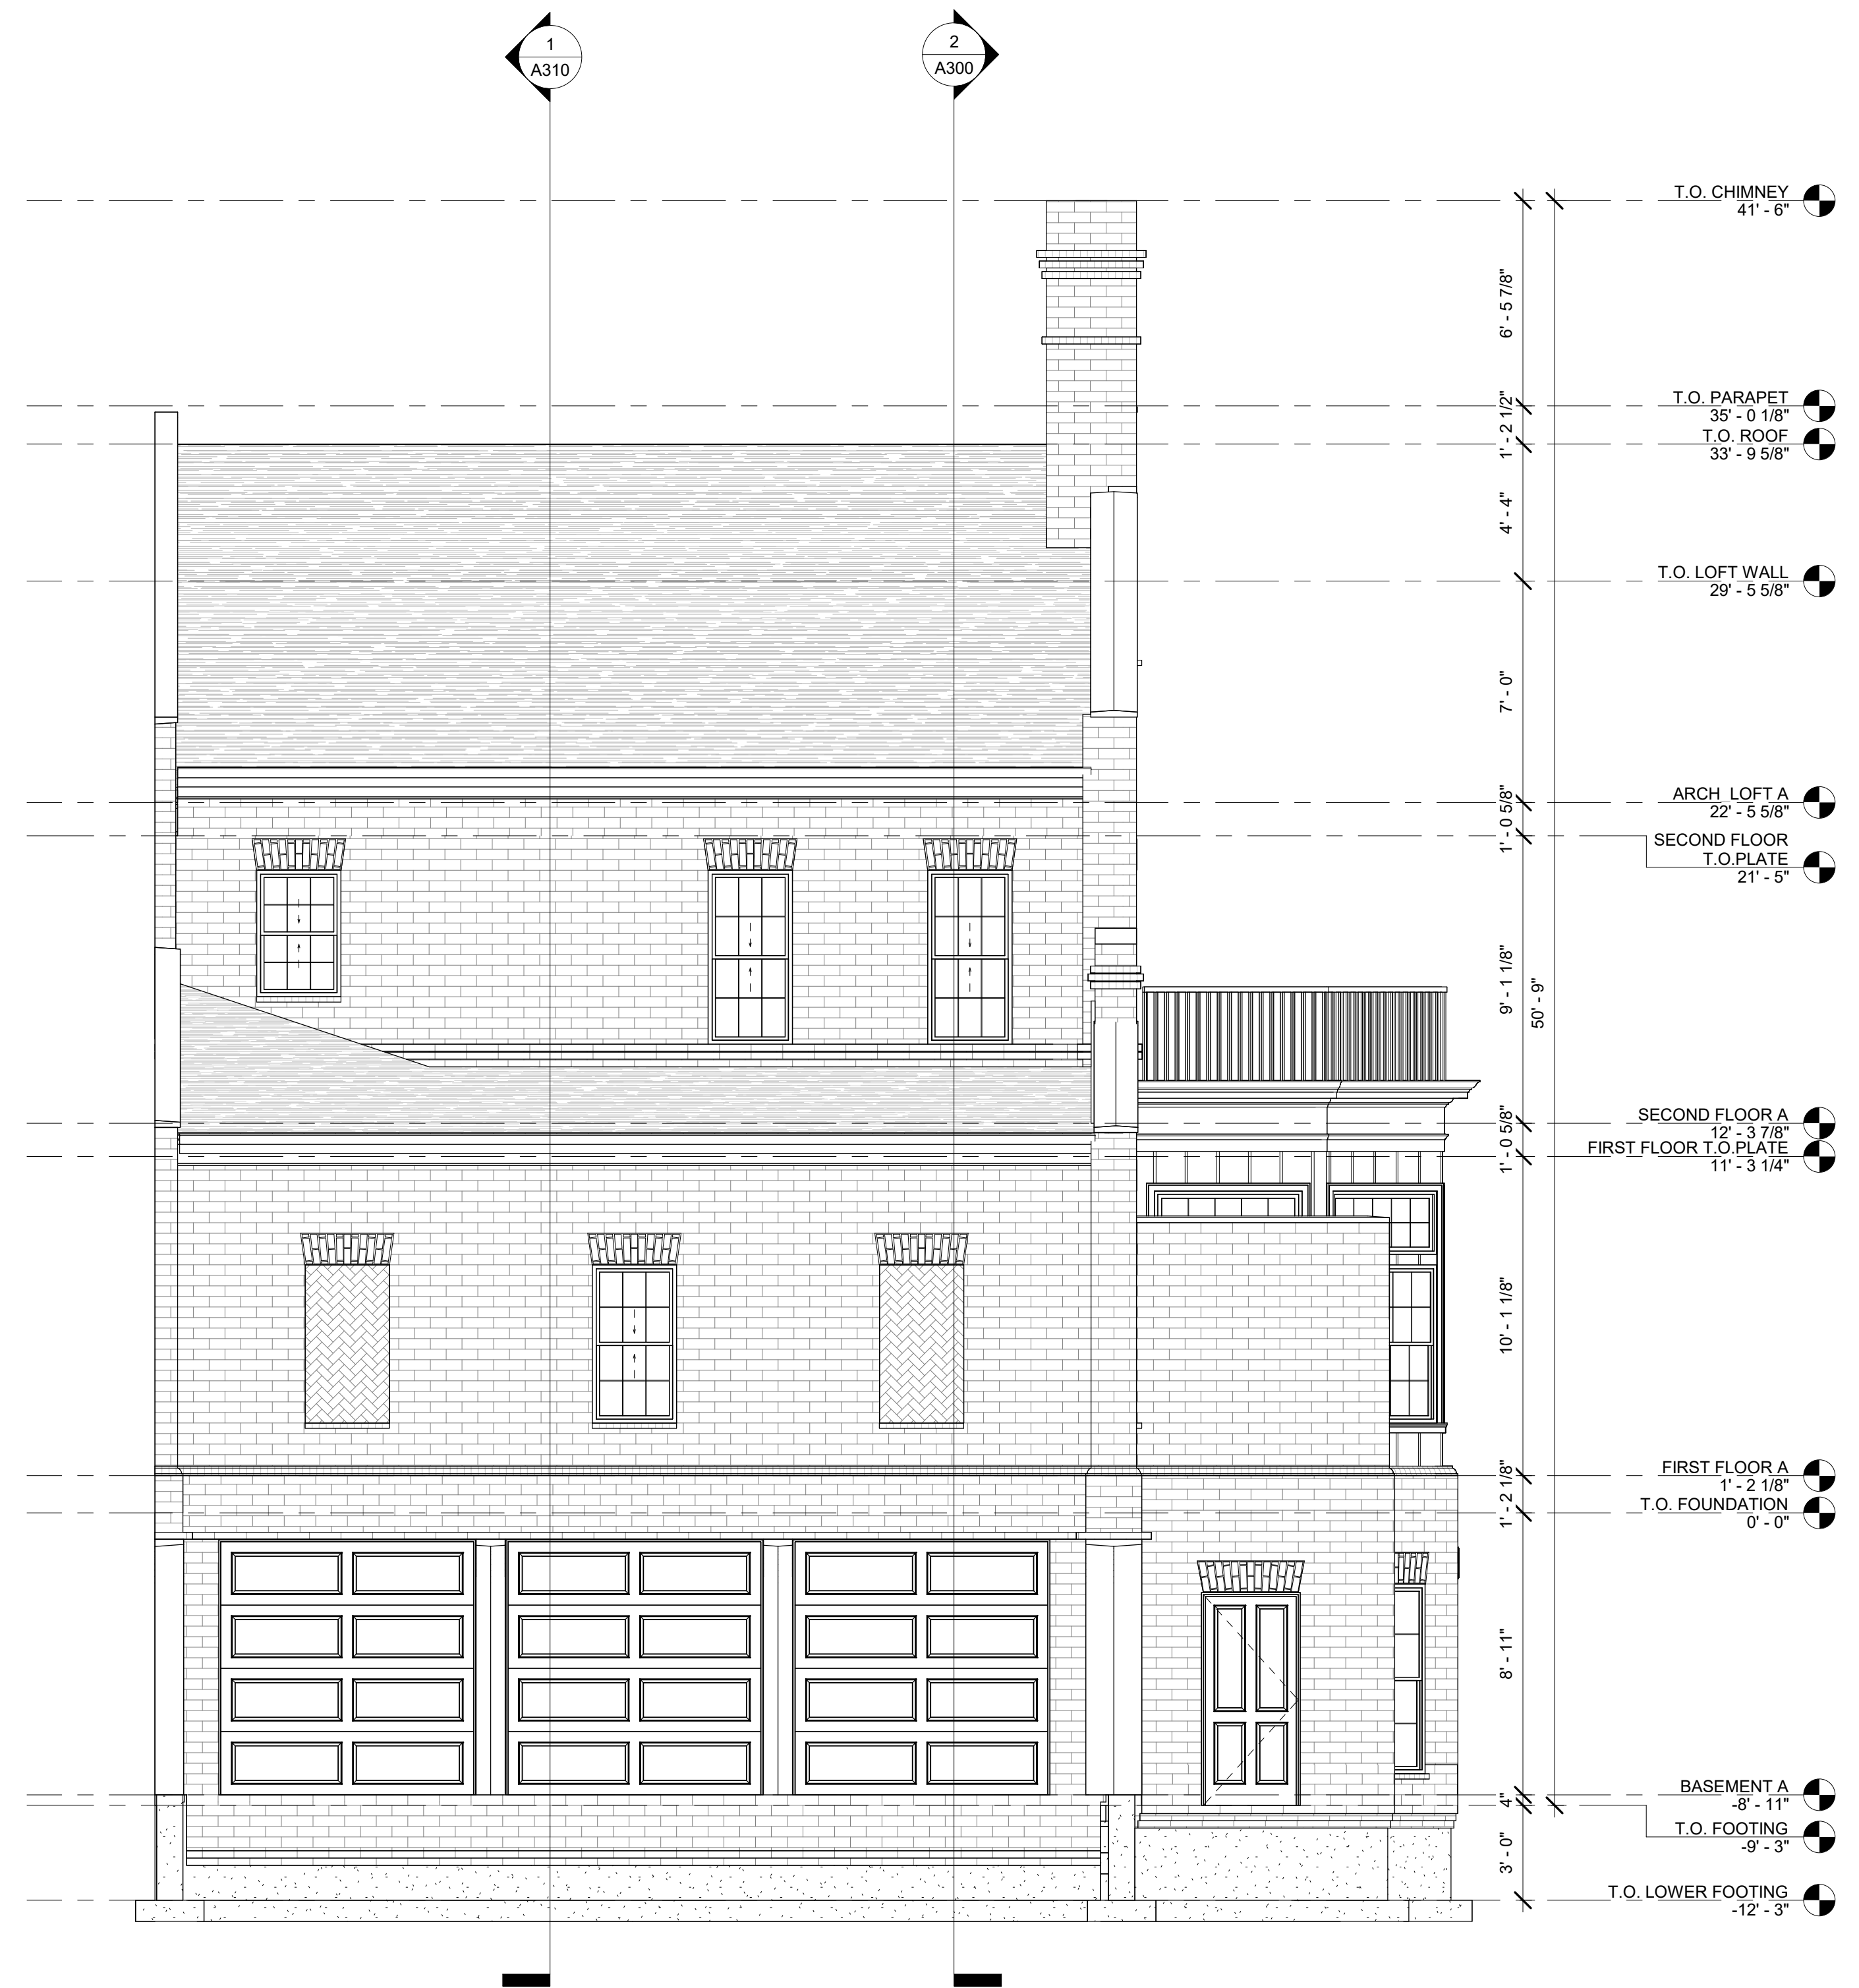 1
A310
2
A300
T.O. CHIMNEY
41' - 6"
6' - 5 7/8"
T.O. PARAPET
35' - 0 1/8"
1' - 2 1/2"
T.O. ROOF
33' - 9 5/8"
4' - 4"
T.O. LOFT WALL
29' - 5 5/8"
7' - 0"
ARCH LOFT A
22' - 5 5/8"
1' - 0 5/8"
SECOND FLOOR
T.O.PLATE
21' - 5"
9' - 1 1/8"
50' - 9"
SECOND FLOOR A
12' - 3 7/8"
1' - 0 5/8"
FIRST FLOOR T.O.PLATE
11' - 3 1/4"
10' - 1 1/8"
FIRST FLOOR A
1' - 2 1/8"
1' - 2 1/8"
T.O. FOUNDATION
0' - 0"
8' - 11"
BASEMENT A
-8' - 11"
4"
T.O. FOOTING
-9' - 3"
3' - 0"
T.O. LOWER FOOTING
-12' - 3"